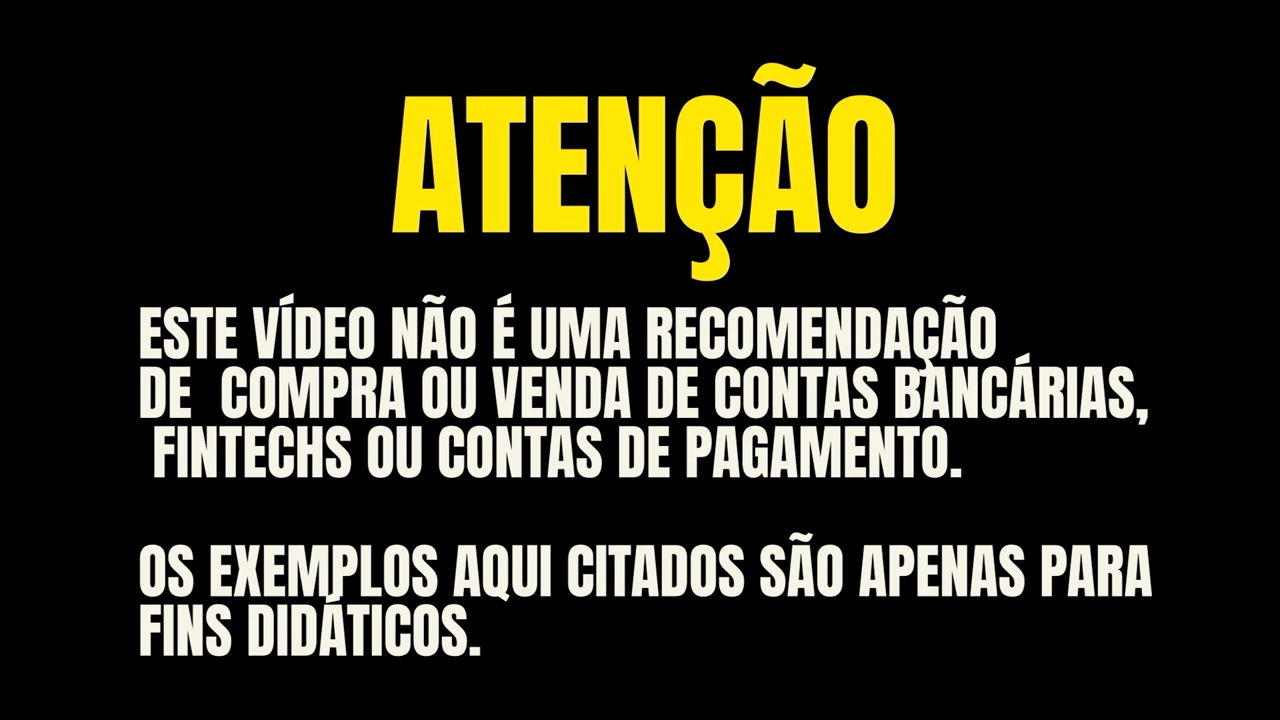 ATENÇÃO
ESTE VÍDEO NÃO É UMA RECOMENDAÇÃO
DE COMPRA OU VENDA DE CONTAS BANCÁRIAS,
FINTECHS OU CONTAS DE PAGAMENTO.
OS EXEMPLOS AQUI CITADOS SÃO APENAS PARA
FINS DIDÁTICOS.